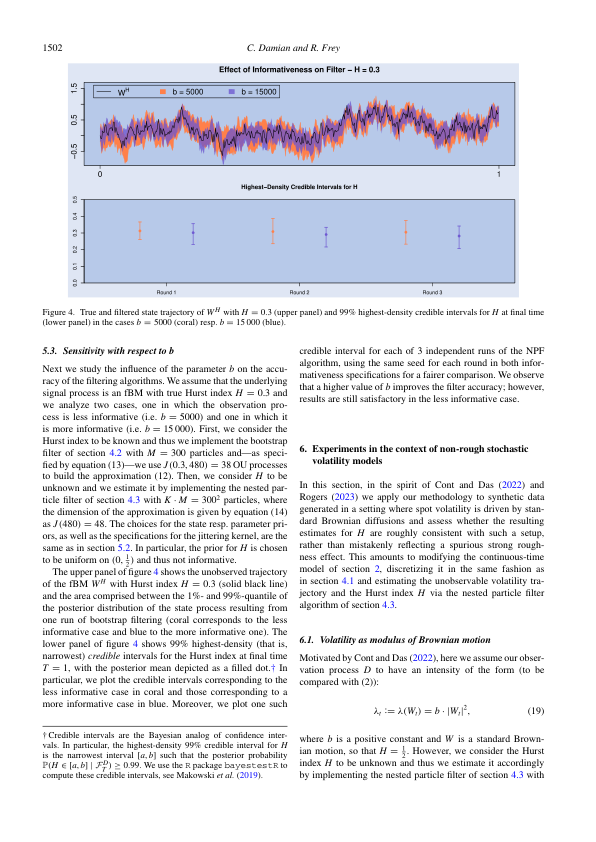 1502
C. Damian and R. Frey
Effect of Informativeness on Filter − H = 0.3
W^H
b = 5000
b = 15000
1.5
0.5
−0.5
0
1
Highest−Density Credible Intervals for H
0.5
0.4
0.3
0.2
0.1
0.0
Round 1
Round 2
Round 3
Figure 4. True and filtered state trajectory of W^H with H = 0.3 (upper panel) and 99% highest-density credible intervals for H at final time
(lower panel) in the cases b = 5000 (coral) resp. b = 15 000 (blue).
5.3. Sensitivity with respect to b
Next we study the influence of the parameter b on the accu-
racy of the filtering algorithms. We assume that the underlying
signal process is an fBM with true Hurst index H = 0.3 and
we analyze two cases, one in which the observation pro-
cess is less informative (i.e. b = 5000) and one in which it
is more informative (i.e. b = 15 000). First, we consider the
Hurst index to be known and thus we implement the bootstrap
filter of section 4.2 with M = 300 particles and—as speci-
fied by equation (13)—we use J(0.3, 480) = 38 OU processes
to build the approximation (12). Then, we consider H to be
unknown and we estimate it by implementing the nested par-
ticle filter of section 4.3 with K · M = 300² particles, where
the dimension of the approximation is given by equation (14)
as J(480) = 48. The choices for the state resp. parameter pri-
ors, as well as the specifications for the jittering kernel, are the
same as in section 5.2. In particular, the prior for H is chosen
to be uniform on (0, ½) and thus not informative.
The upper panel of figure 4 shows the unobserved trajectory
of the fBM W^H with Hurst index H = 0.3 (solid black line)
and the area comprised between the 1%- and 99%-quantile of
the posterior distribution of the state process resulting from
one run of bootstrap filtering (coral corresponds to the less
informative case and blue to the more informative one). The
lower panel of figure 4 shows 99% highest-density (that is,
narrowest) credible intervals for the Hurst index at final time
T = 1, with the posterior mean depicted as a filled dot.† In
particular, we plot the credible intervals corresponding to the
less informative case in coral and those corresponding to a
more informative case in blue. Moreover, we plot one such
† Credible intervals are the Bayesian analog of confidence inter-
vals. In particular, the highest-density 99% credible interval for H
is the narrowest interval [a, b] such that the posterior probability
ℙ(H ∈ [a, b] | ℱ_T^D) ≥ 0.99. We use the R package bayestestR to
compute these credible intervals, see Makowski et al. (2019).
credible interval for each of 3 independent runs of the NPF
algorithm, using the same seed for each round in both infor-
mativeness specifications for a fairer comparison. We observe
that a higher value of b improves the filter accuracy; however,
results are still satisfactory in the less informative case.
6. Experiments in the context of non-rough stochastic
volatility models
In this section, in the spirit of Cont and Das (2022) and
Rogers (2023) we apply our methodology to synthetic data
generated in a setting where spot volatility is driven by stan-
dard Brownian diffusions and assess whether the resulting
estimates for H are roughly consistent with such a setup,
rather than mistakenly reflecting a spurious strong rough-
ness effect. This amounts to modifying the continuous-time
model of section 2, discretizing it in the same fashion as
in section 4.1 and estimating the unobservable volatility tra-
jectory and the Hurst index H via the nested particle filter
algorithm of section 4.3.
6.1. Volatility as modulus of Brownian motion
Motivated by Cont and Das (2022), here we assume our obser-
vation process D to have an intensity of the form (to be
compared with (2)):
λ_t := λ(W_t) = b · |W_t|², (19)
where b is a positive constant and W is a standard Brown-
ian motion, so that H = ½. However, we consider the Hurst
index H to be unknown and thus we estimate it accordingly
by implementing the nested particle filter of section 4.3 with